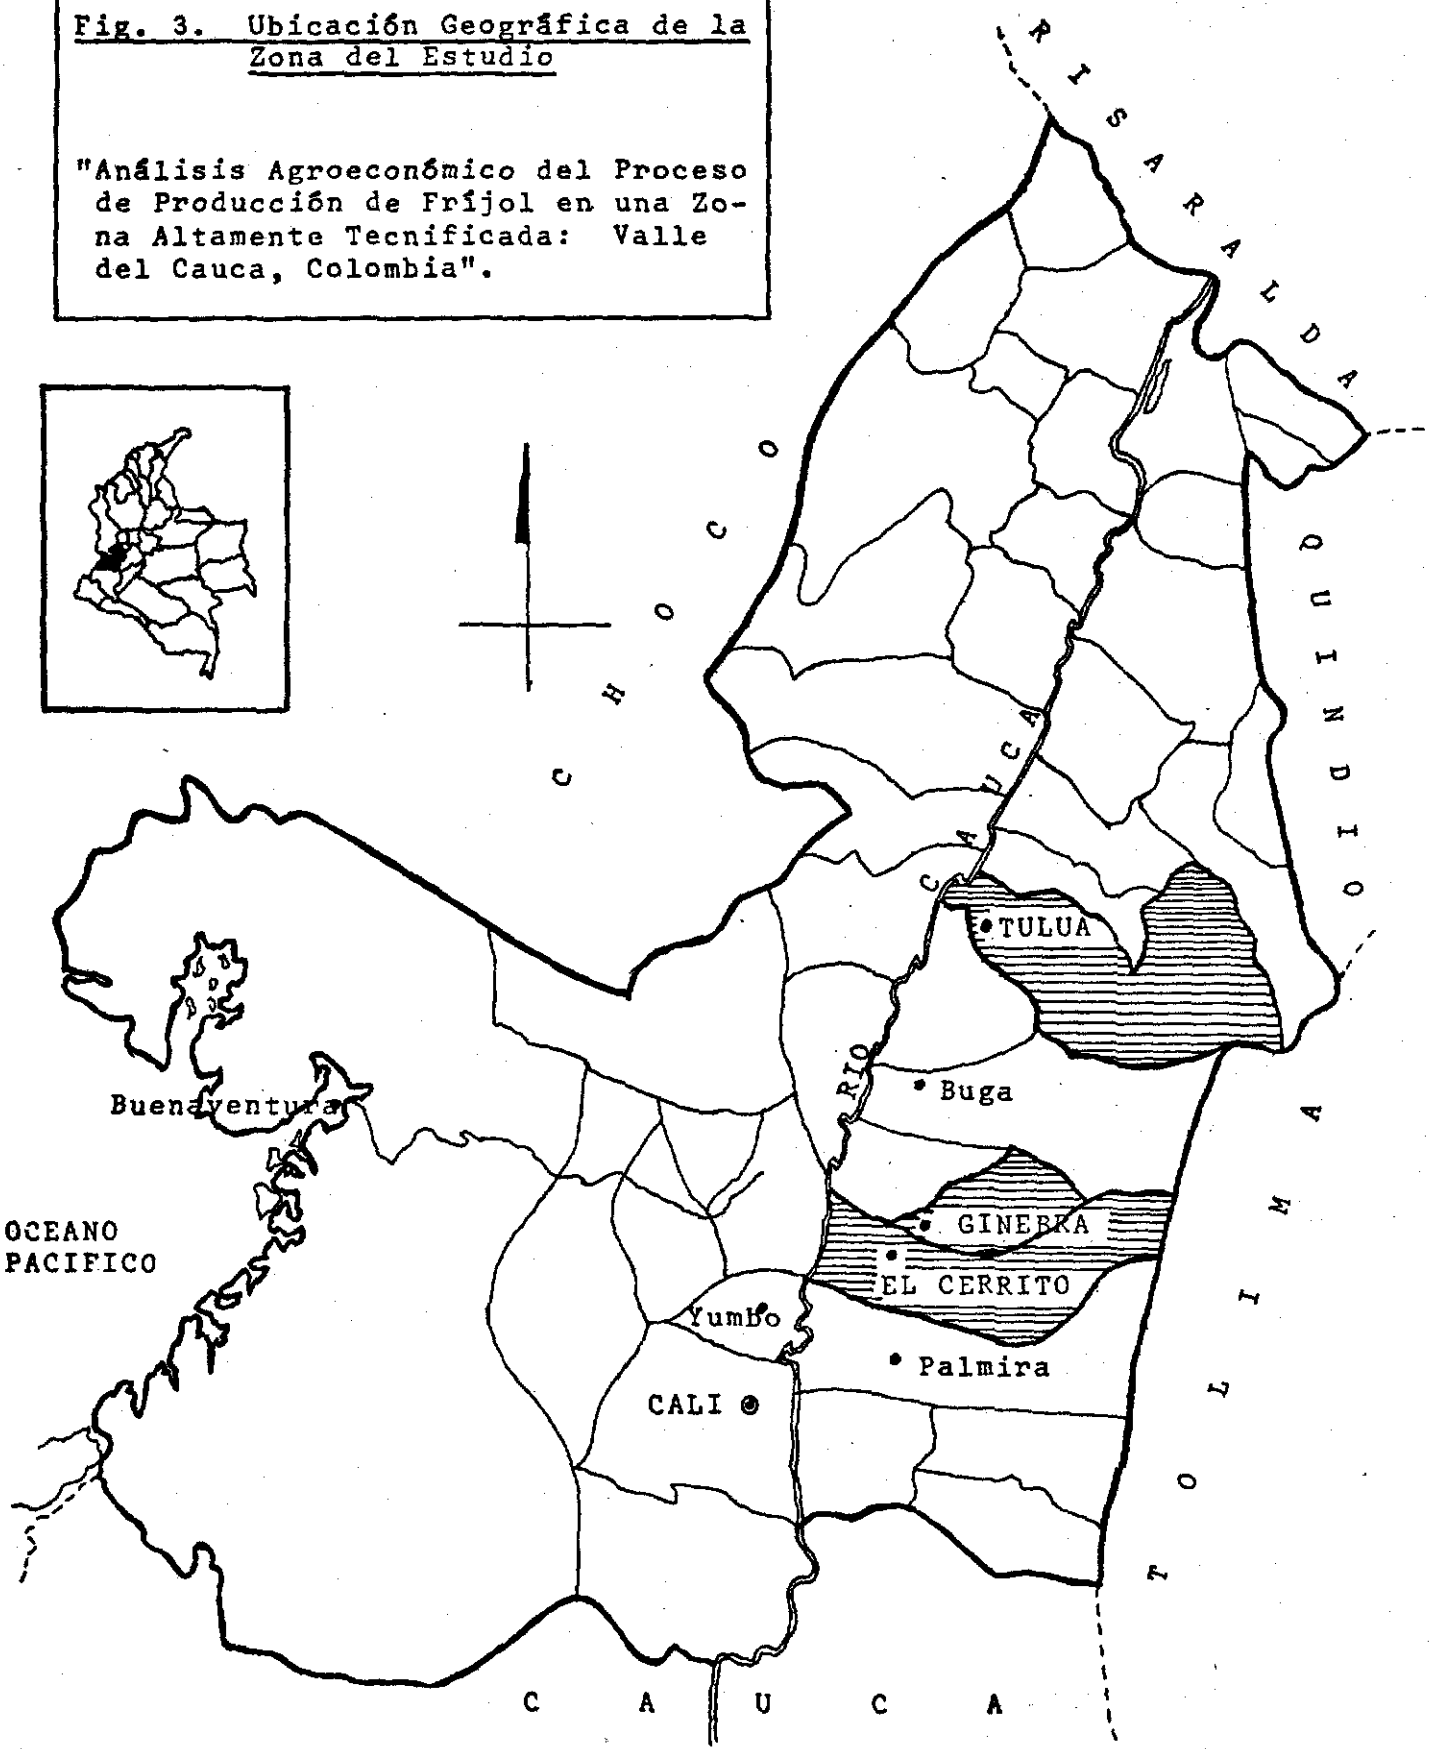 Fig. 3. Ubicación Geográfica de la
Zona del Estudio
"Análisis Agroeconómico del Proceso
de Producción de Fríjol en una Zo-
na Altamente Tecnificada: Valle
del Cauca, Colombia".
RISARALDA
CHOCO
QUINDIO
RIO CAUCA
TULUA
Buga
Buenaventura
TOLIMA
OCEANO
PACIFICO
GINEBRA
EL CERRITO
Yumbo
Palmira
CALI
CAUCA